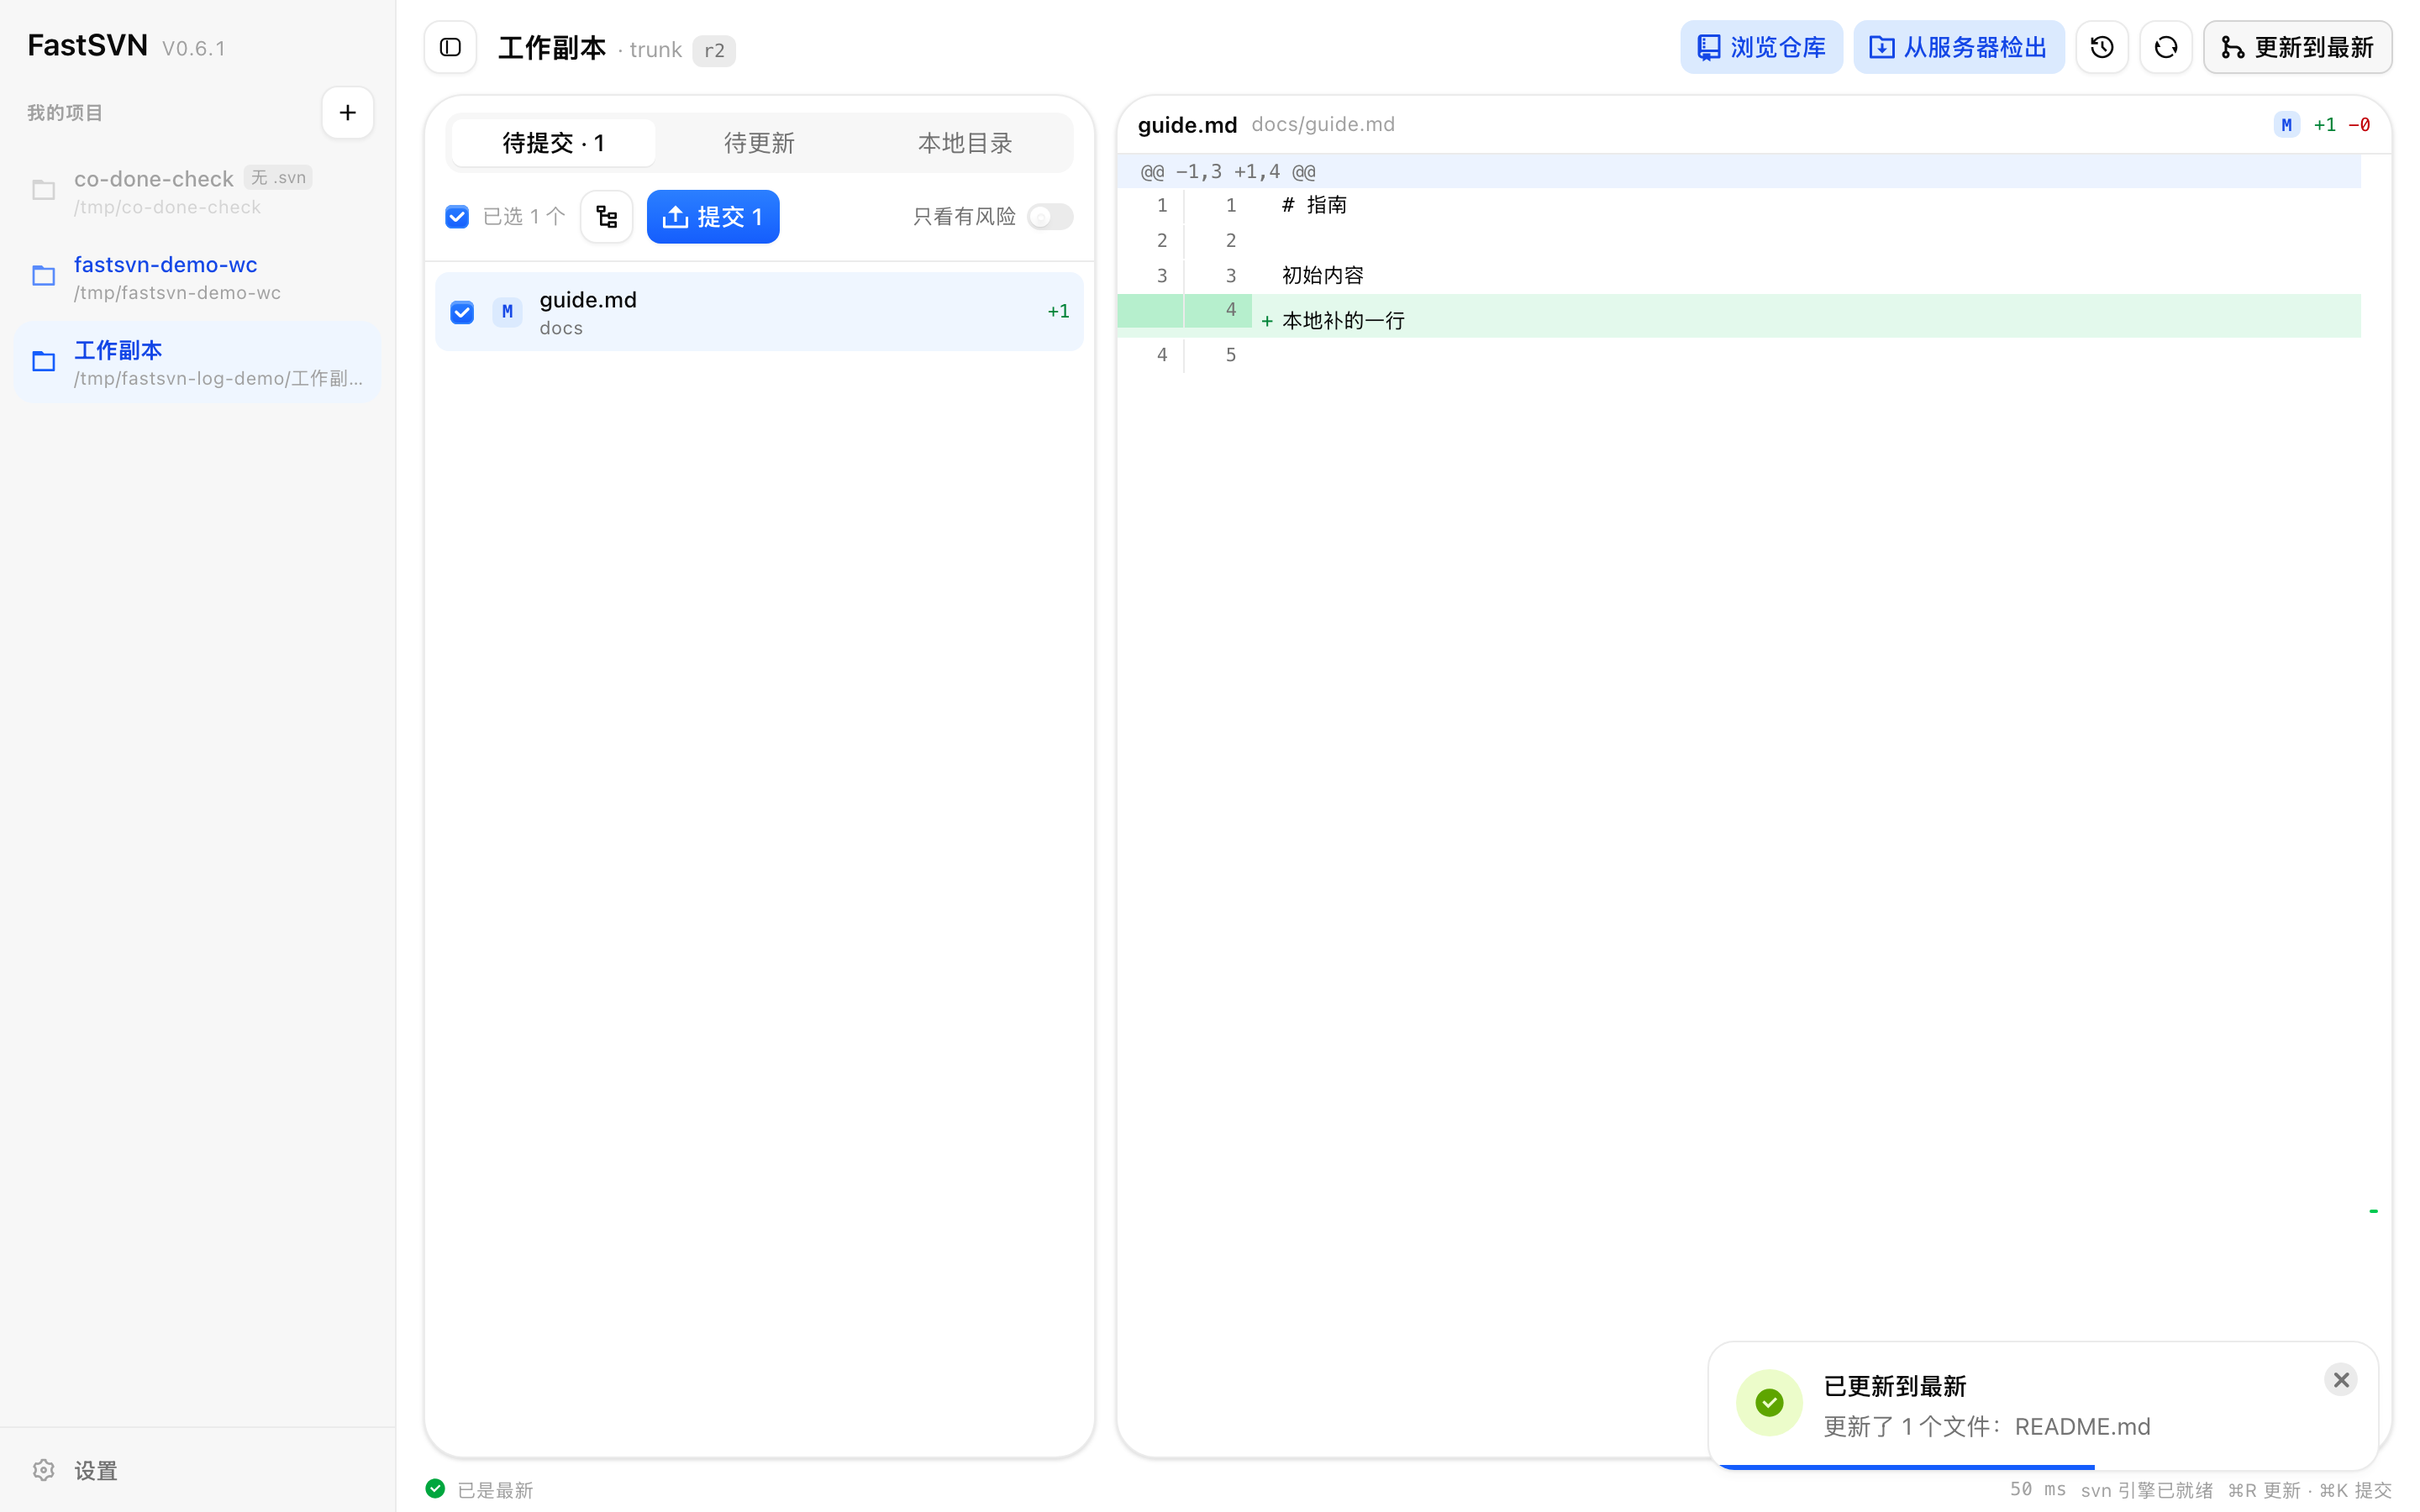 FastSVN V0.6.1
我的项目
co-done-check 无 .svn
/tmp/co-done-check
fastsvn-demo-wc
/tmp/fastsvn-demo-wc
工作副本
/tmp/fastsvn-log-demo/工作副...
设置
工作副本 · trunk r2
浏览仓库
从服务器检出
更新到最新
待提交 · 1
待更新
本地目录
已选 1 个
提交 1
只看有风险
M guide.md +1
docs
guide.md docs/guide.md M +1 −0
@@ −1,3 +1,4 @@
1 1 # 指南
2 2
3 3 初始内容
4 + 本地补的一行
4 5
已更新到最新
更新了 1 个文件：README.md
已是最新
50 ms svn 引擎已就绪 ⌘R 更新 · ⌘K 提交